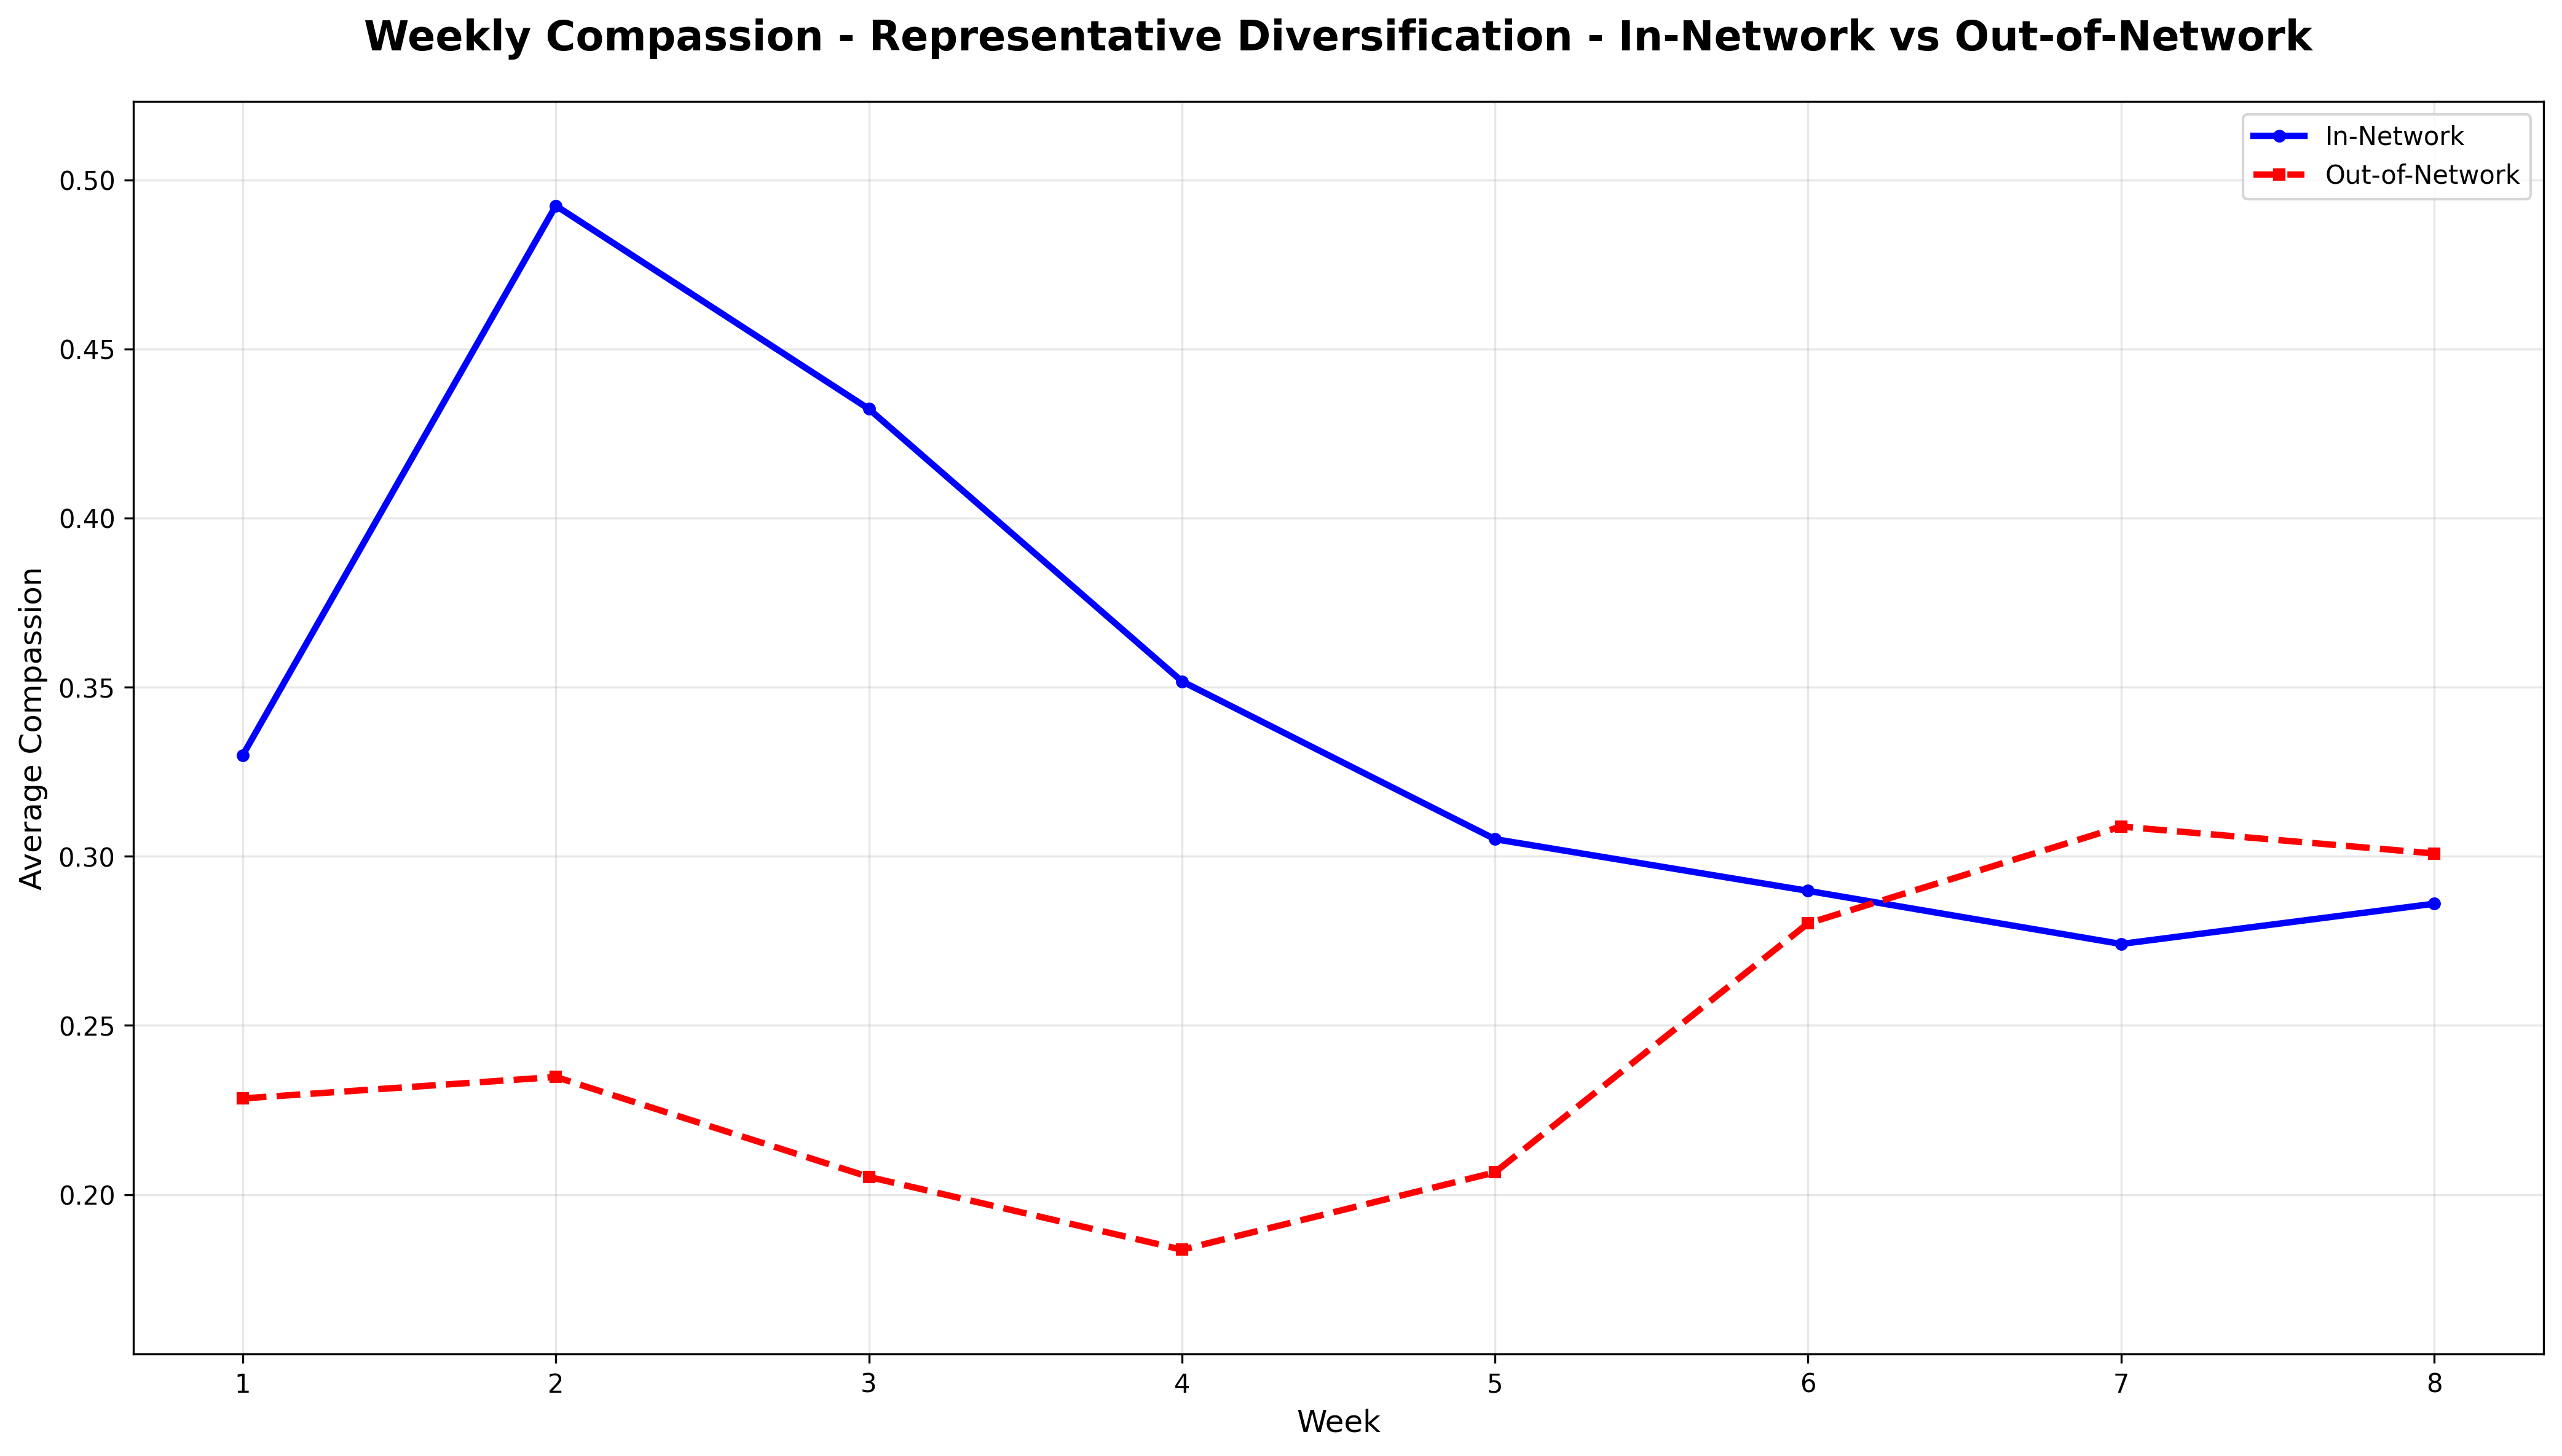 Weekly Compassion - Representative Diversification - In-Network vs Out-of-Network
In-Network
Out-of-Network
Average Compassion
0.50
0.45
0.40
0.35
0.30
0.25
0.20
1 2 3 4 5 6 7 8
Week